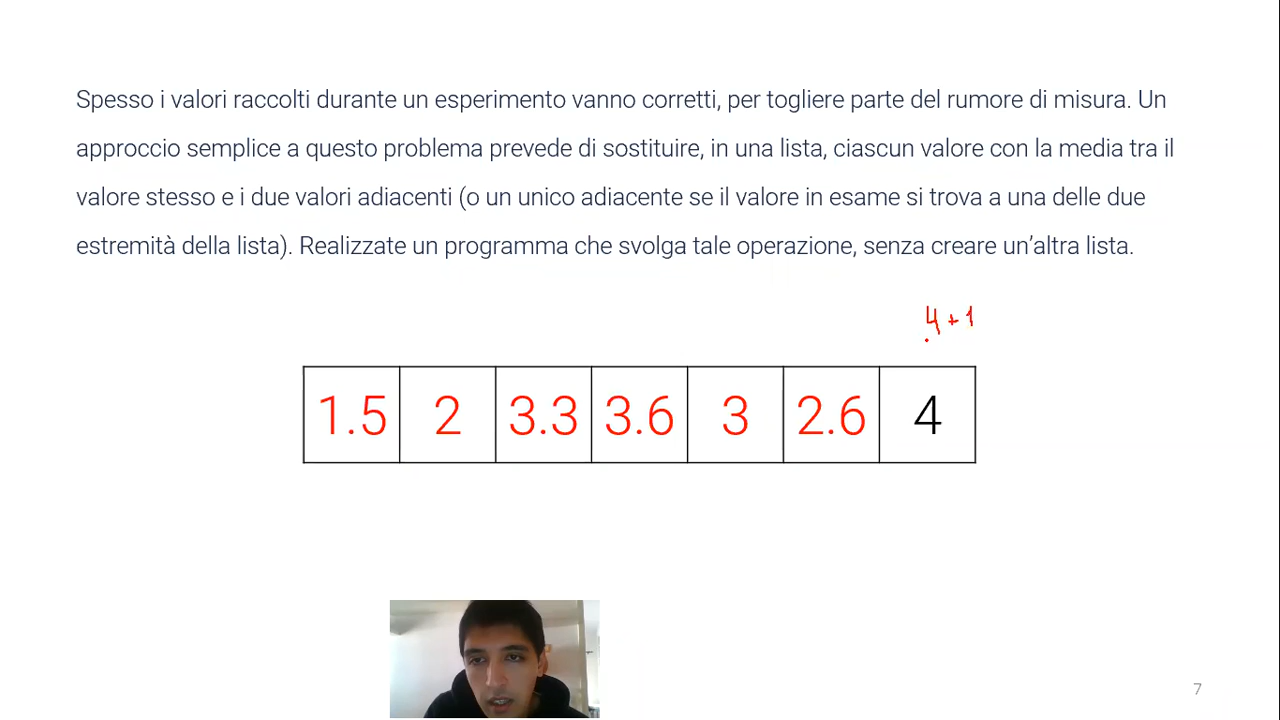 Spesso i valori raccolti durante un esperimento vanno corretti, per togliere parte del rumore di misura. Un
approccio semplice a questo problema prevede di sostituire, in una lista, ciascun valore con la media tra il
valore stesso e i due valori adiacenti (o un unico adiacente se il valore in esame si trova a una delle due
estremità della lista). Realizzate un programma che svolga tale operazione, senza creare un’altra lista.
4+1
1.5 2 3.3 3.6 3 2.6 4
7